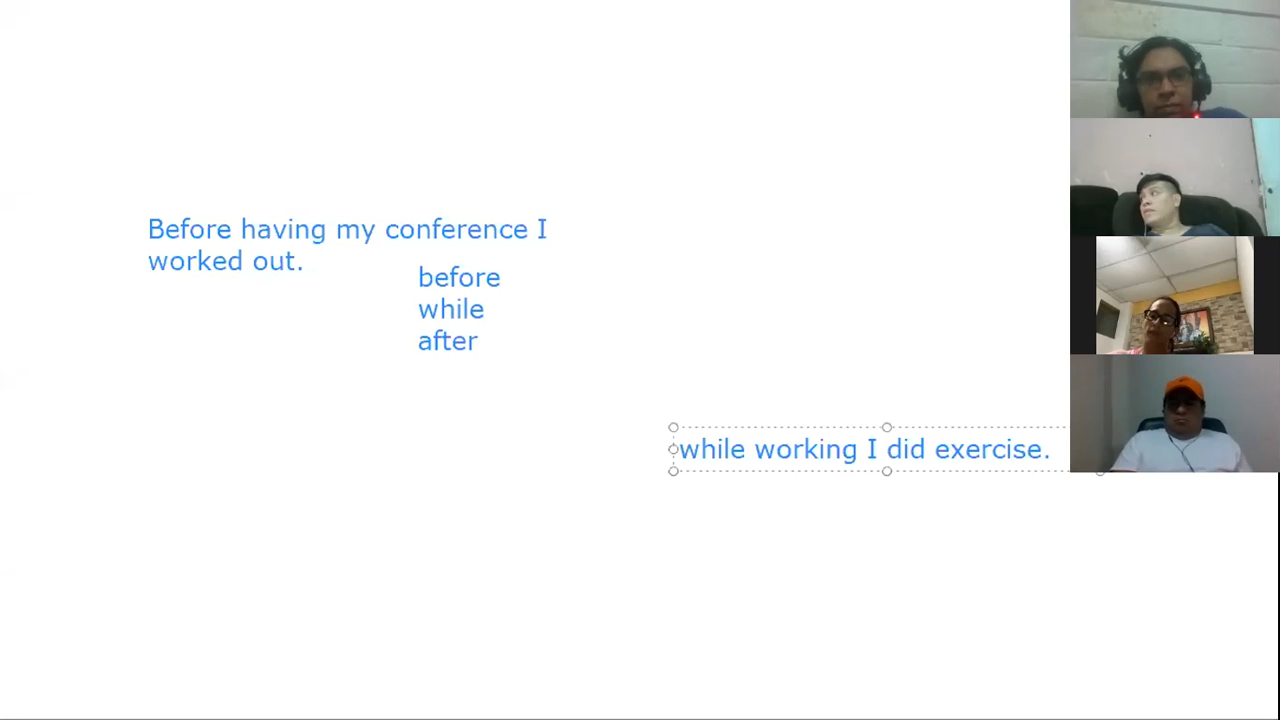 Before having my conference I
worked out.
before
while
after
while working I did exercise.